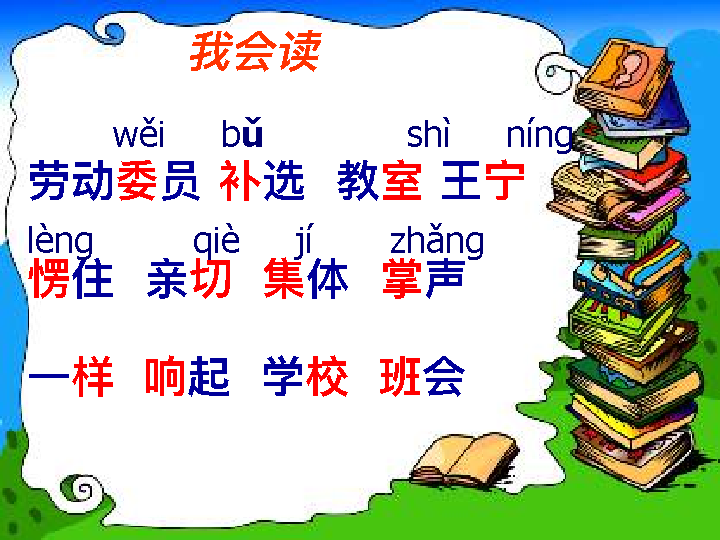 我会读
wěi bǔ shì níng
劳动委员 补选 教室 王宁
lèng qiè jí zhǎng
愣住 亲切 集体 掌声
一样 响起 学校 班会